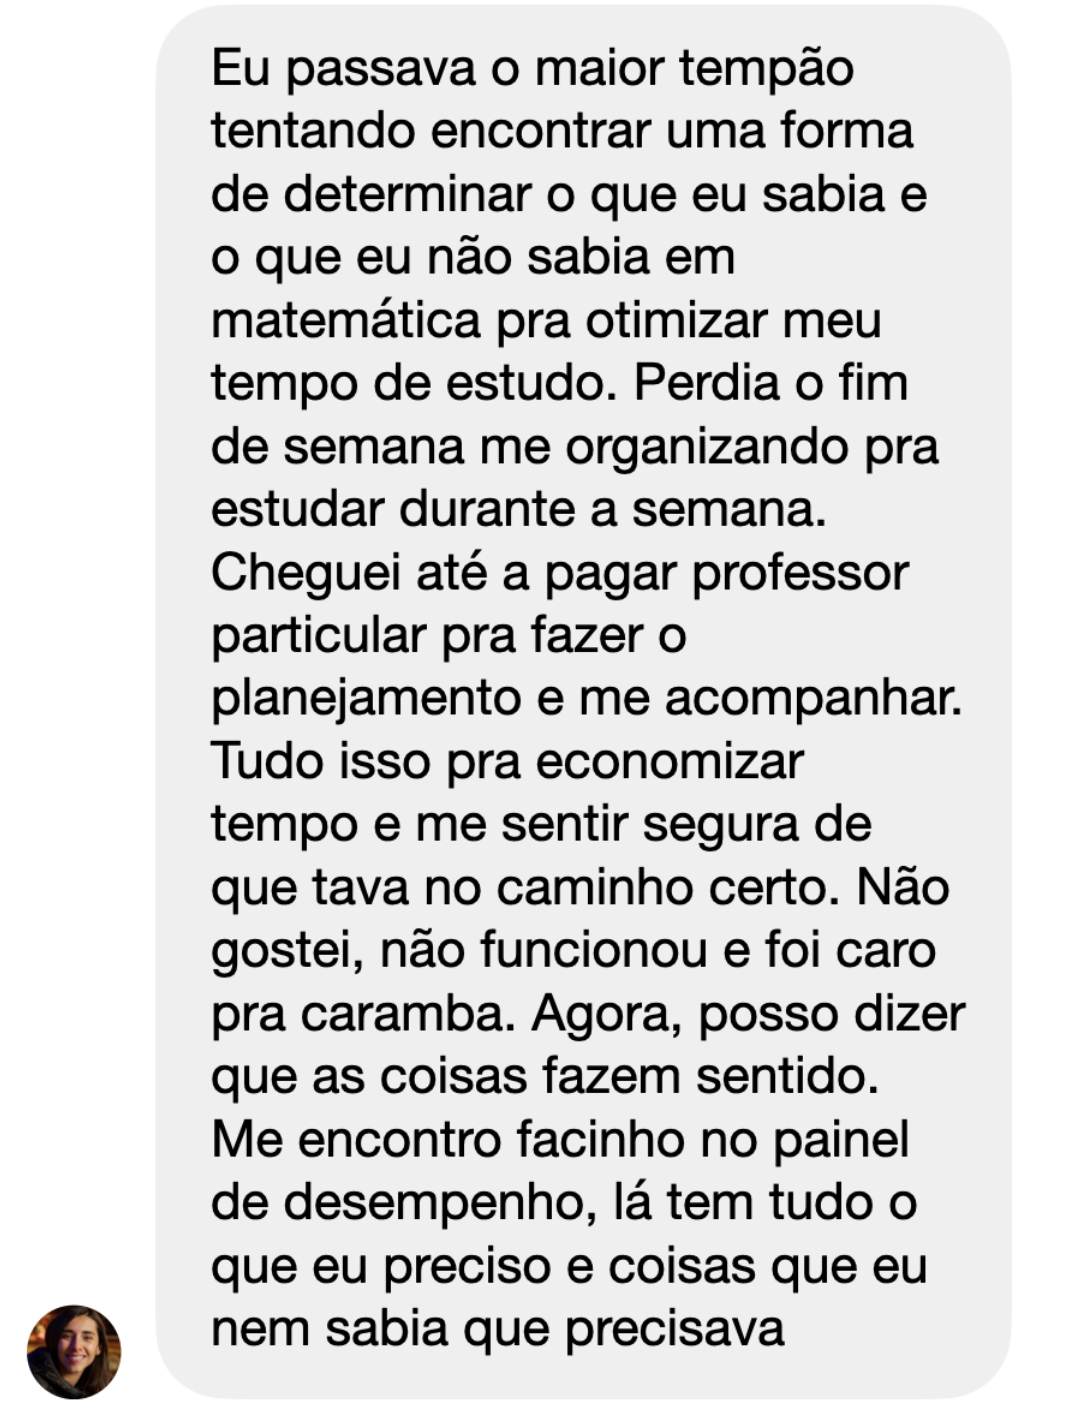 Eu passava o maior tempão
tentando encontrar uma forma
de determinar o que eu sabia e
o que eu não sabia em
matemática pra otimizar meu
tempo de estudo. Perdia o fim
de semana me organizando pra
estudar durante a semana.
Cheguei até a pagar professor
particular pra fazer o
planejamento e me acompanhar.
Tudo isso pra economizar
tempo e me sentir segura de
que tava no caminho certo. Não
gostei, não funcionou e foi caro
pra caramba. Agora, posso dizer
que as coisas fazem sentido.
Me encontro facinho no painel
de desempenho, lá tem tudo o
que eu preciso e coisas que eu
nem sabia que precisava